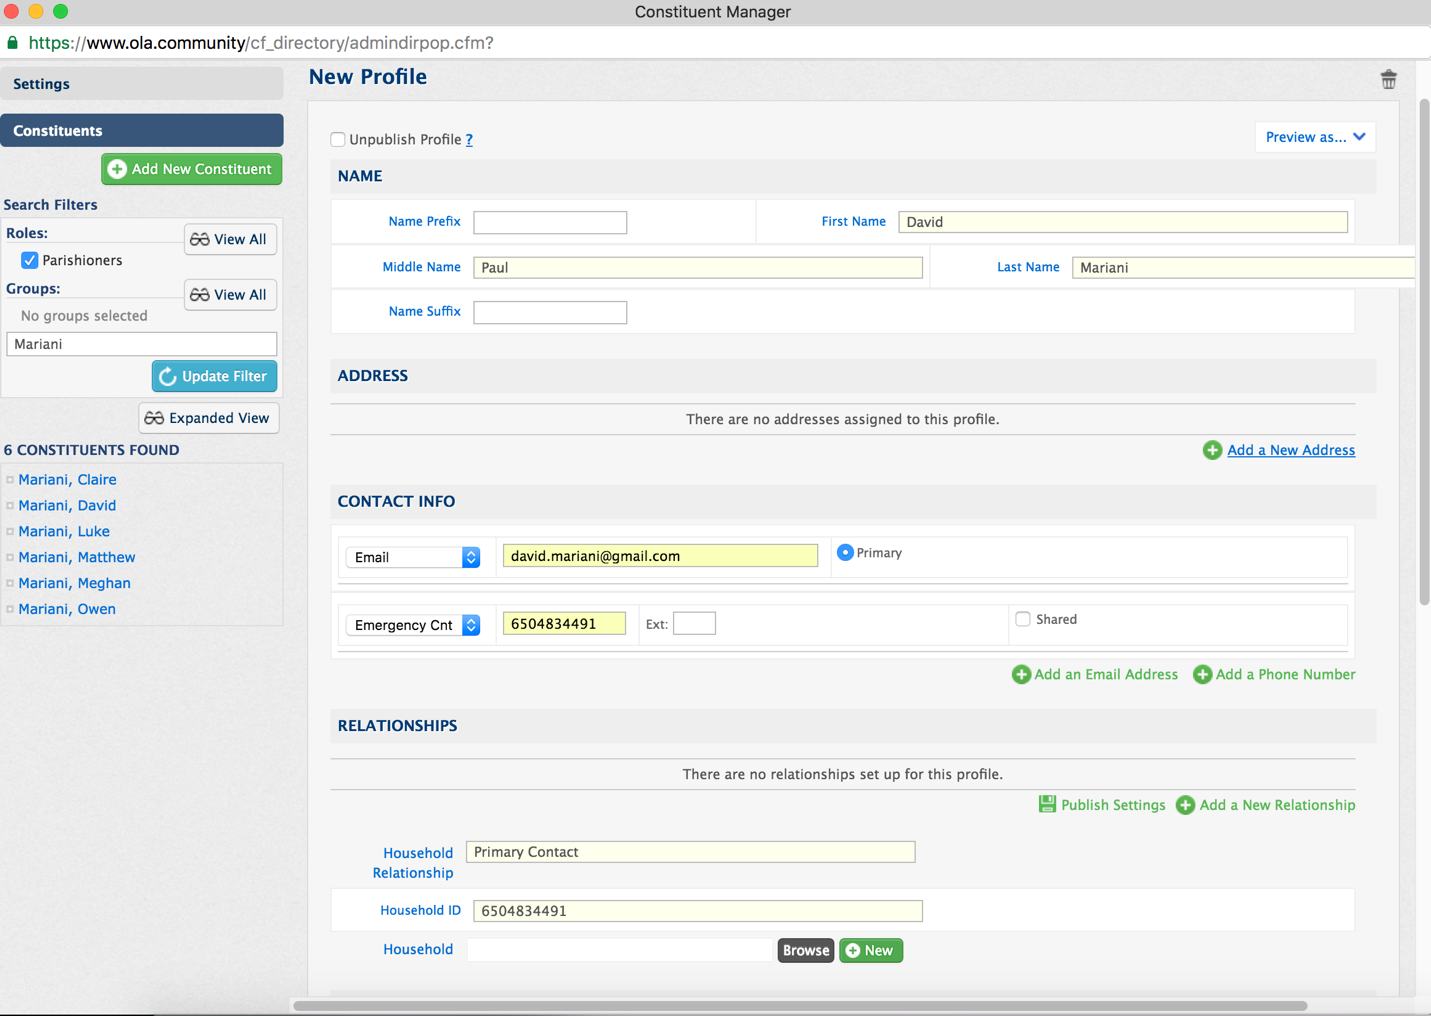 Constituent Manager
https://www.ola.community/cf_directory/admindirpop.cfm?
Settings
Constituents
Add New Constituent
Search Filters
Roles:
View All
Parishioners
Groups:
View All
No groups selected
Mariani
Update Filter
Expanded View
6 CONSTITUENTS FOUND
Mariani, Claire
Mariani, David
Mariani, Luke
Mariani, Matthew
Mariani, Meghan
Mariani, Owen
New Profile
Unpublish Profile ?
Preview as...
NAME
Name Prefix
First Name David
Middle Name Paul
Last Name Mariani
Name Suffix
ADDRESS
There are no addresses assigned to this profile.
Add a New Address
CONTACT INFO
Email david.mariani@gmail.com Primary
Emergency Cnt 6504834491 Ext: Shared
Add an Email Address Add a Phone Number
RELATIONSHIPS
There are no relationships set up for this profile.
Publish Settings Add a New Relationship
Household
Relationship
Primary Contact
Household ID 6504834491
Household Browse New